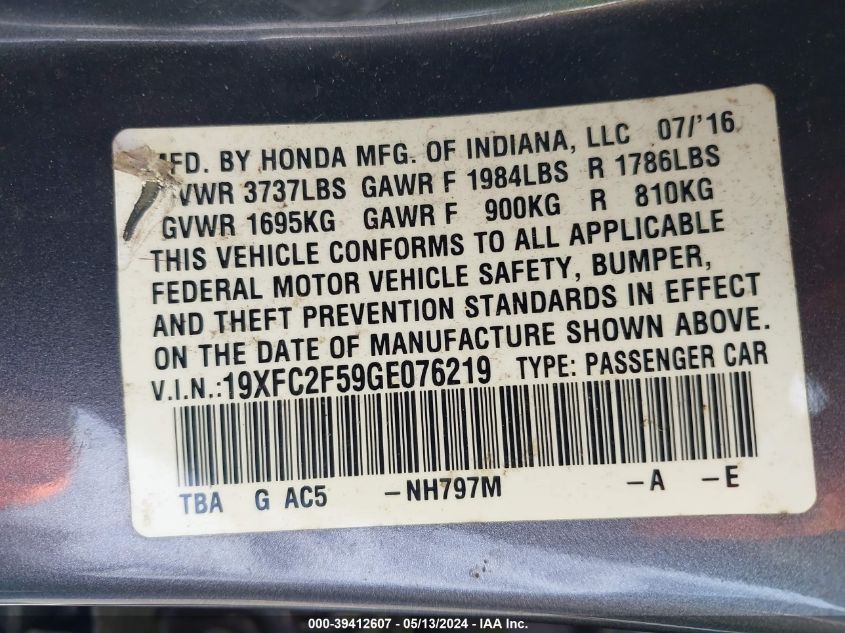 MFD. BY HONDA MFG. OF INDIANA, LLC 07/'16
GVWR 3737LBS GAWR F 1984LBS R 1786LBS
GVWR 1695KG GAWR F 900KG R 810KG
THIS VEHICLE CONFORMS TO ALL APPLICABLE
FEDERAL MOTOR VEHICLE SAFETY, BUMPER,
AND THEFT PREVENTION STANDARDS IN EFFECT
ON THE DATE OF MANUFACTURE SHOWN ABOVE.
V.I.N.:19XFC2F59GE076219 TYPE: PASSENGER CAR
TBA G AC5 -NH797M -A -E
000-39412607 - 05/13/2024 - IAA Inc.